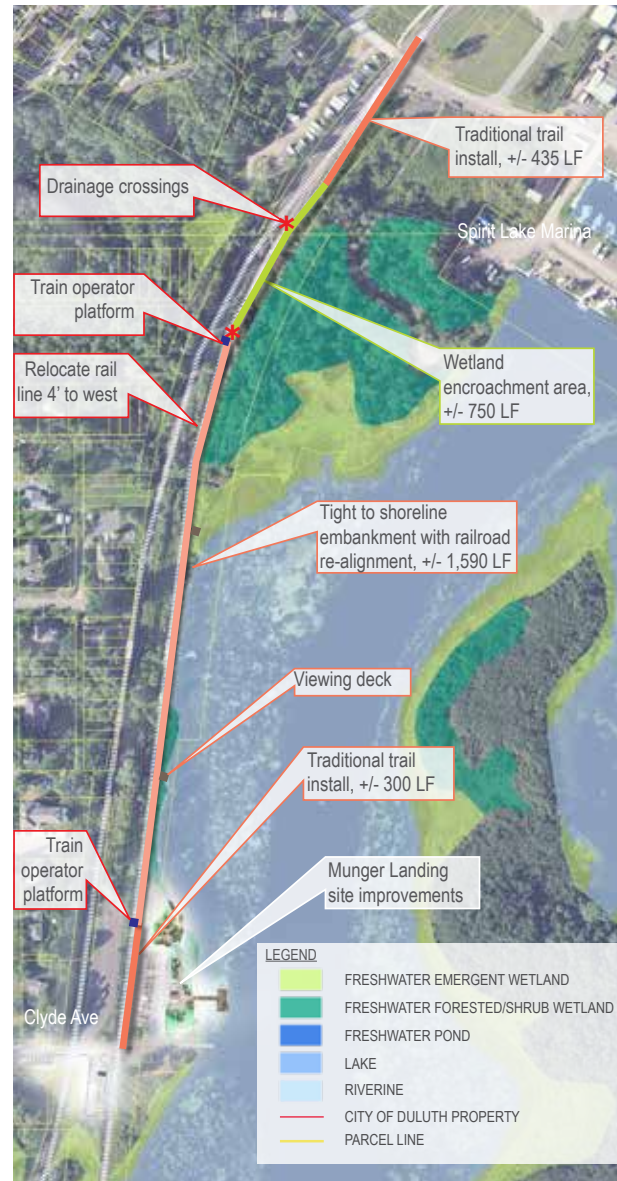 Traditional trail
install, +/- 435 LF
Drainage crossings
Spirit Lake Marina
Train operator
platform
Relocate rail
line 4' to west
Wetland
encroachment area,
+/- 750 LF
Tight to shoreline
embankment with railroad
re-alignment, +/- 1,590 LF
Viewing deck
Traditional trail
install, +/- 300 LF
Train
operator
platform
Munger Landing
site improvements
Clyde Ave
LEGEND
FRESHWATER EMERGENT WETLAND
FRESHWATER FORESTED/SHRUB WETLAND
FRESHWATER POND
LAKE
RIVERINE
CITY OF DULUTH PROPERTY
PARCEL LINE